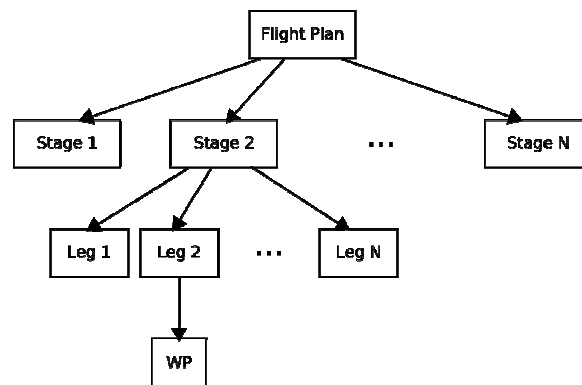 Flight Plan
Stage 1
Stage 2
...
Stage N
Leg 1
Leg 2
...
Leg N
WP